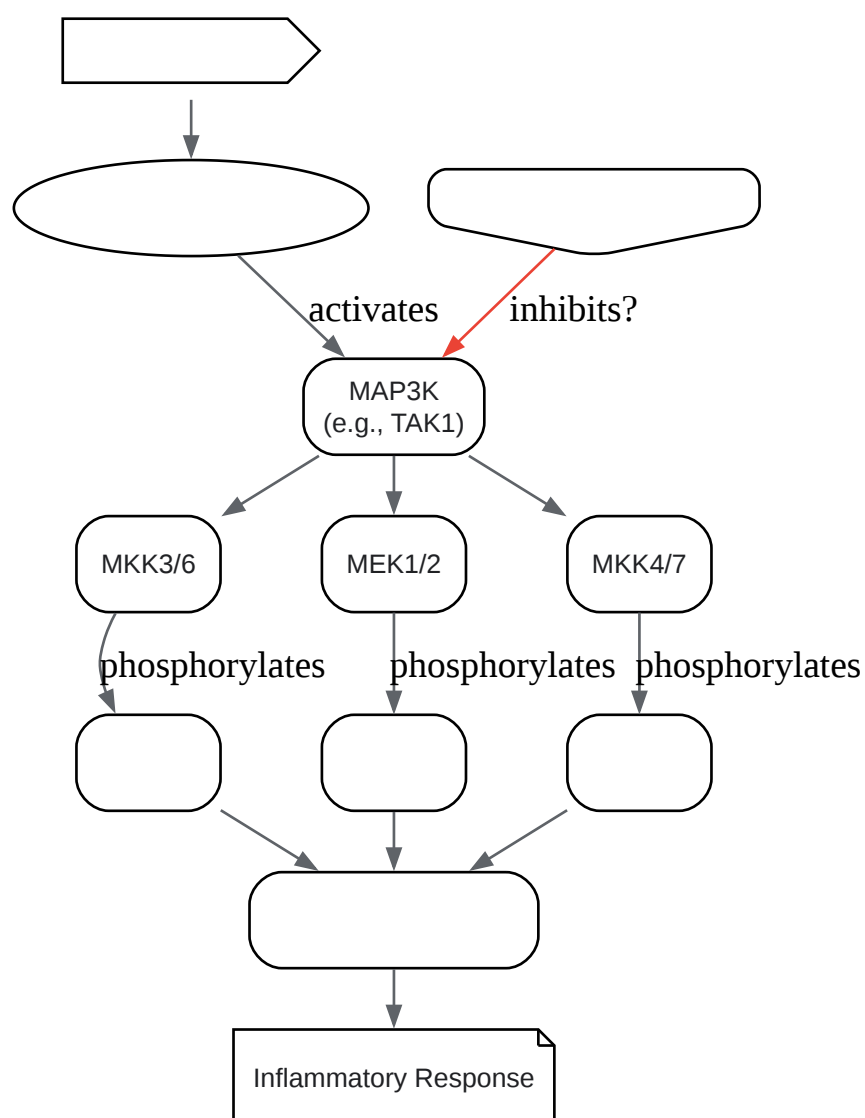 activates
inhibits?
MAP3K
(e.g., TAK1)
MKK3/6
MEK1/2
MKK4/7
phosphorylates
phosphorylates
phosphorylates
Inflammatory Response